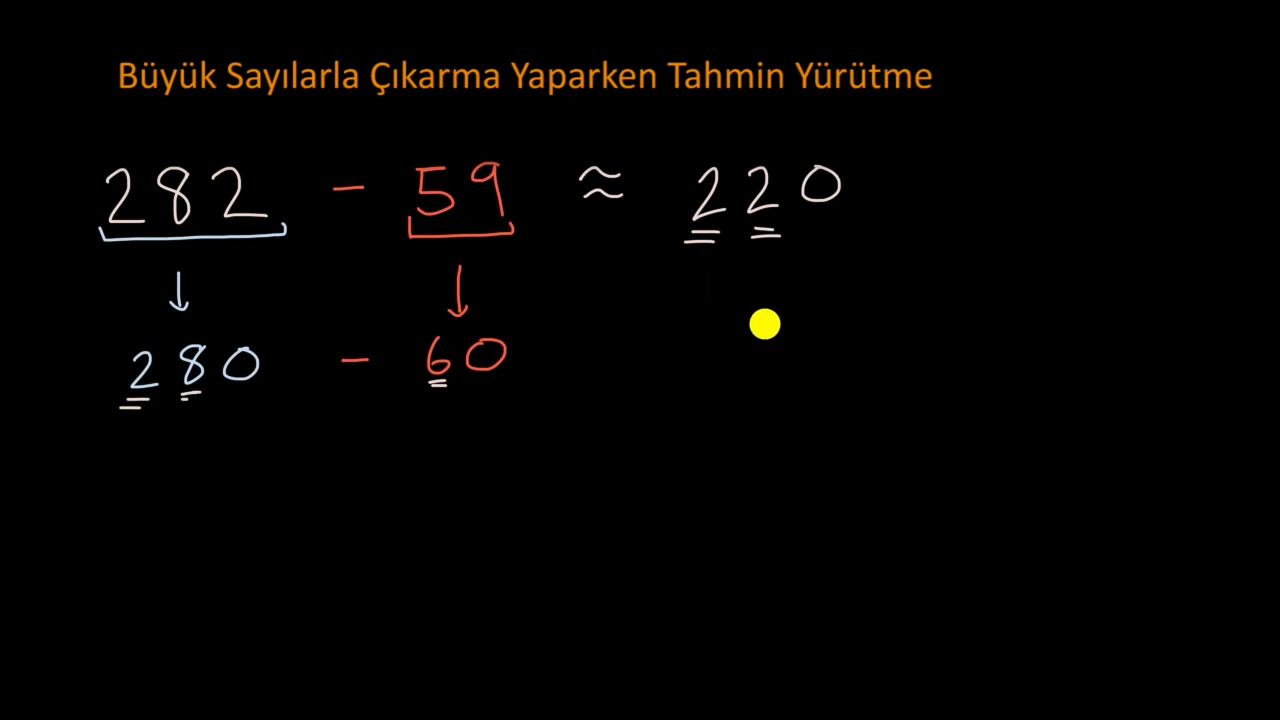 Büyük Sayılarla Çıkarma Yaparken Tahmin Yürütme
282 - 59 ≈ 220
↓ ↓
280 - 60